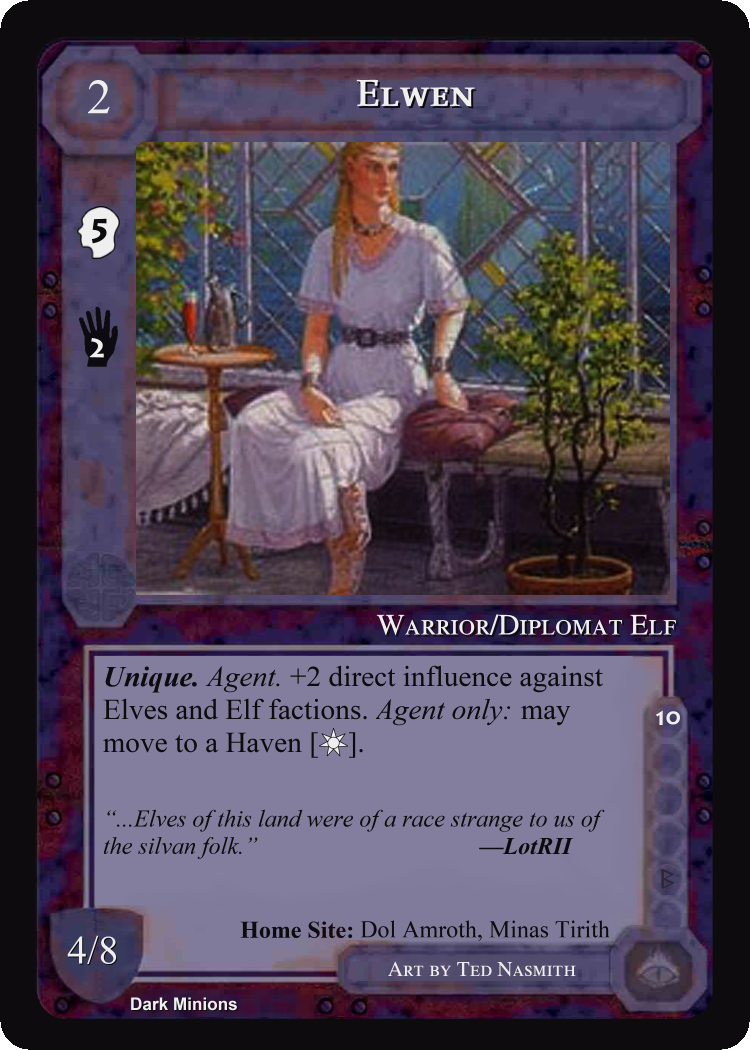 2
ELWEN
5
2
WARRIOR/DIPLOMAT ELF
Unique. Agent. +2 direct influence against
Elves and Elf factions. Agent only: may
move to a Haven [☀].
10
“...Elves of this land were of a race strange to us of
the silvan folk.” —LotRII
Home Site: Dol Amroth, Minas Tirith
4/8
ART BY TED NASMITH
Dark Minions